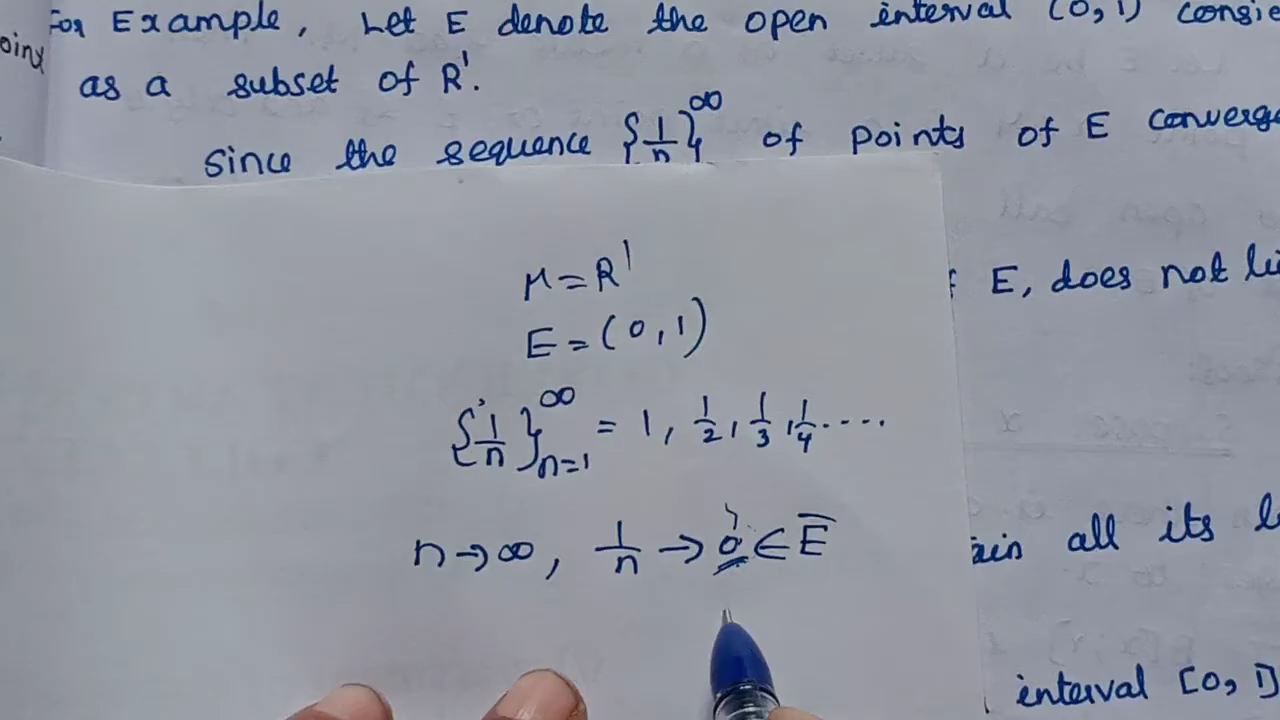 For Example, Let E denote the open interval (0,1) consie
oint
as a subset of R'.
since the sequence {1/n}^∞ of points of E converge
M = R'
E = (0,1)
E, does not li
{1/n}_{n=1}^∞ = 1, 1/2, 1/3, 1/4....
n→∞, 1/n → 0 ∈ Ē
ain all its l
interval [0,1]